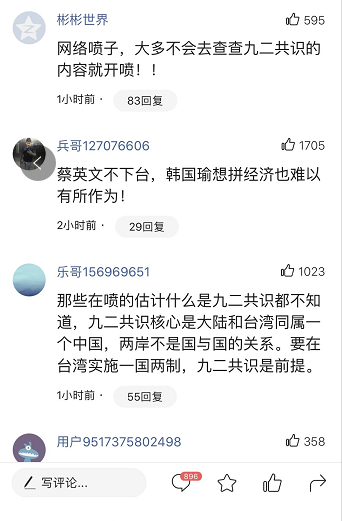 彬彬世界
595
网络喷子，大多不会去查查九二共识的
内容就开喷！！
1小时前 · 83回复
兵哥127076606
1705
蔡英文不下台，韩国瑜想拼经济也难以
有所作为！
2小时前 · 29回复
乐哥156969651
1023
那些在喷的估计什么是九二共识都不知
道，九二共识核心是大陆和台湾同属一
个中国，两岸不是国与国的关系。要在
台湾实施一国两制，九二共识是前提。
1小时前 · 55回复
用户9517375802498
358
写评论...
896